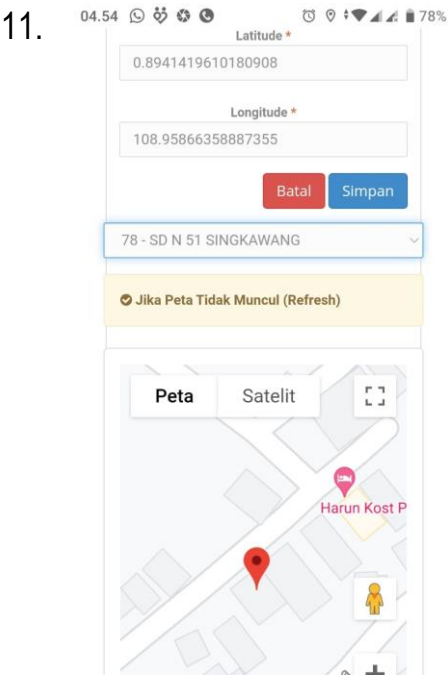 11.
04.54 78%
Latitude *
0.8941419610180908
Longitude *
108.95866358887355
Batal Simpan
78 - SD N 51 SINGKAWANG
Jika Peta Tidak Muncul (Refresh)
Peta Satelit
Harun Kost P